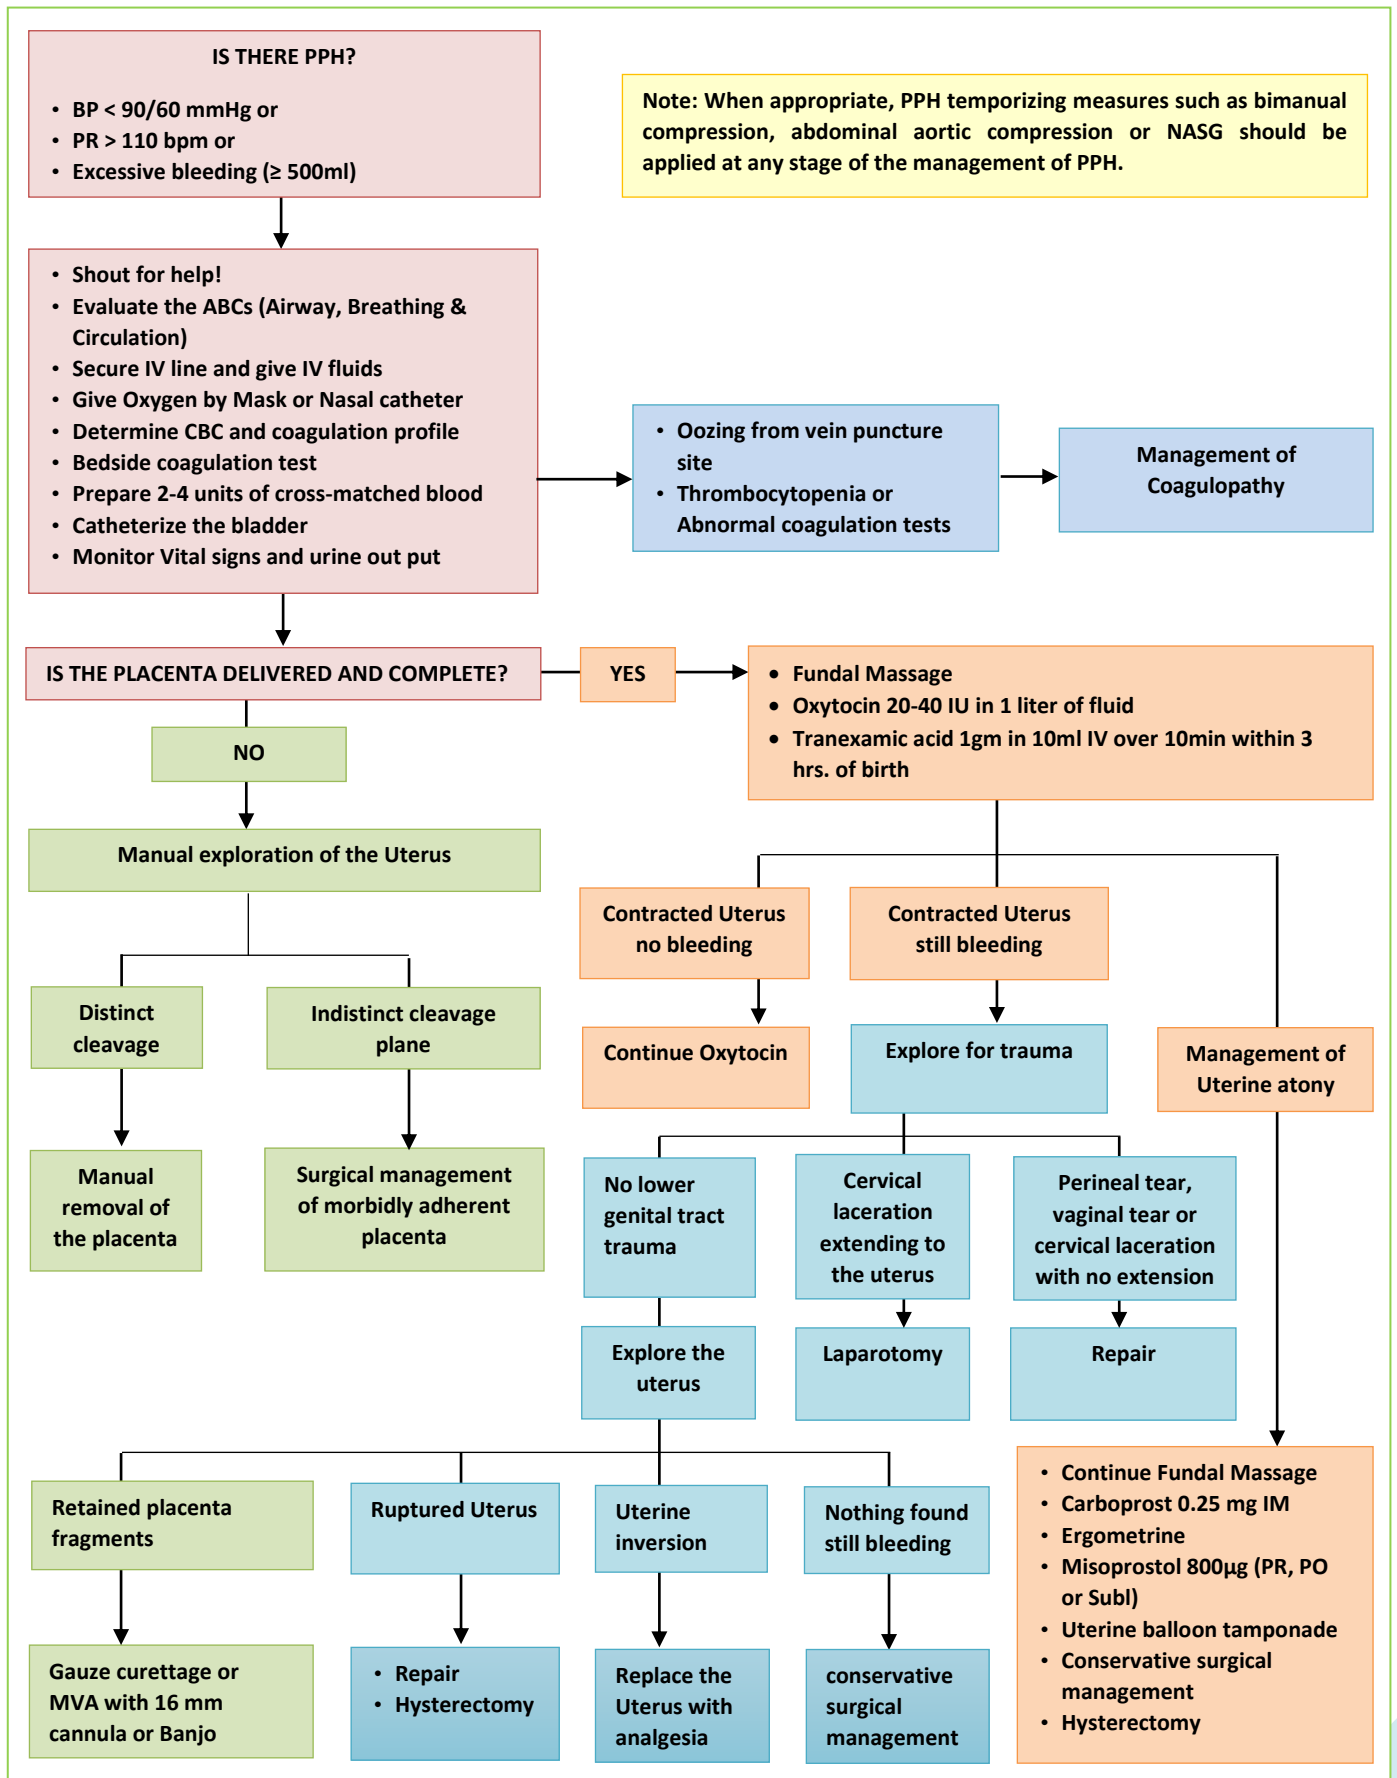 IS THERE PPH?
• BP < 90/60 mmHg or
• PR > 110 bpm or
• Excessive bleeding (≥ 500ml)
Note: When appropriate, PPH temporizing measures such as bimanual
compression, abdominal aortic compression or NASG should be
applied at any stage of the management of PPH.
• Shout for help!
• Evaluate the ABCs (Airway, Breathing &
Circulation)
• Secure IV line and give IV fluids
• Give Oxygen by Mask or Nasal catheter
• Determine CBC and coagulation profile
• Bedside coagulation test
• Prepare 2-4 units of cross-matched blood
• Catheterize the bladder
• Monitor Vital signs and urine out put
• Oozing from vein puncture
site
• Thrombocytopenia or
Abnormal coagulation tests
Management of
Coagulopathy
IS THE PLACENTA DELIVERED AND COMPLETE?
YES
• Fundal Massage
• Oxytocin 20-40 IU in 1 liter of fluid
• Tranexamic acid 1gm in 10ml IV over 10min within 3
hrs. of birth
NO
Manual exploration of the Uterus
Distinct
cleavage
Indistinct cleavage
plane
Manual
removal of
the placenta
Surgical management
of morbidly adherent
placenta
Contracted Uterus
no bleeding
Contracted Uterus
still bleeding
Continue Oxytocin
Explore for trauma
Management of
Uterine atony
No lower
genital tract
trauma
Cervical
laceration
extending to
the uterus
Perineal tear,
vaginal tear or
cervical laceration
with no extension
Explore the
uterus
Laparotomy
Repair
Retained placenta
fragments
Ruptured Uterus
Uterine
inversion
Nothing found
still bleeding
Gauze curettage or
MVA with 16 mm
cannula or Banjo
• Repair
• Hysterectomy
Replace the
Uterus with
analgesia
conservative
surgical
management
• Continue Fundal Massage
• Carboprost 0.25 mg IM
• Ergometrine
• Misoprostol 800µg (PR, PO
or Subl)
• Uterine balloon tamponade
• Conservative surgical
management
• Hysterectomy